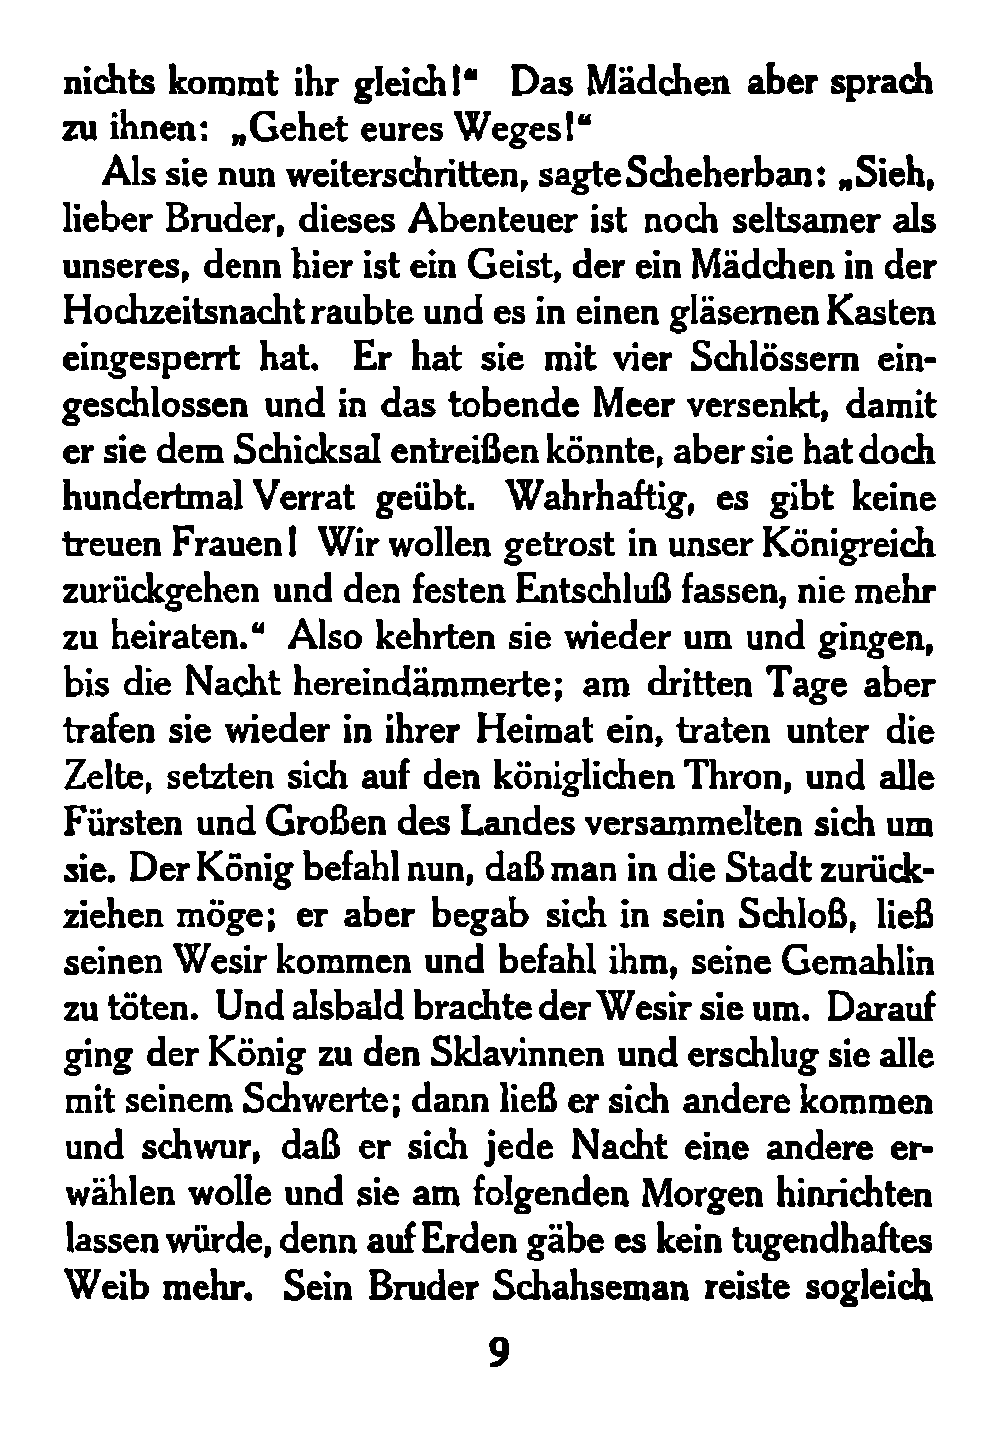 nichts kommt ihr gleich!“ Das Mädchen aber sprach
zu ihnen: „Gehet eures Weges!“
Als sie nun weiterschritten, sagte Scheherban: „Sieh,
lieber Bruder, dieses Abenteuer ist noch seltsamer als
unseres, denn hier ist ein Geist, der ein Mädchen in der
Hochzeitsnacht raubte und es in einen gläsernen Kasten
eingesperrt hat. Er hat sie mit vier Schlössern ein-
geschlossen und in das tobende Meer versenkt, damit
er sie dem Schicksal entreißen könnte, aber sie hat doch
hundertmal Verrat geübt. Wahrhaftig, es gibt keine
treuen Frauen! Wir wollen getrost in unser Königreich
zurückgehen und den festen Entschluß fassen, nie mehr
zu heiraten.“ Also kehrten sie wieder um und gingen,
bis die Nacht hereindämmerte; am dritten Tage aber
trafen sie wieder in ihrer Heimat ein, traten unter die
Zelte, setzten sich auf den königlichen Thron, und alle
Fürsten und Großen des Landes versammelten sich um
sie. Der König befahl nun, daß man in die Stadt zurück-
ziehen möge; er aber begab sich in sein Schloß, ließ
seinen Wesir kommen und befahl ihm, seine Gemahlin
zu töten. Und alsbald brachte der Wesir sie um. Darauf
ging der König zu den Sklavinnen und erschlug sie alle
mit seinem Schwerte; dann ließ er sich andere kommen
und schwur, daß er sich jede Nacht eine andere er-
wählen wolle und sie am folgenden Morgen hinrichten
lassen würde, denn auf Erden gäbe es kein tugendhaftes
Weib mehr. Sein Bruder Schahseman reiste sogleich
9